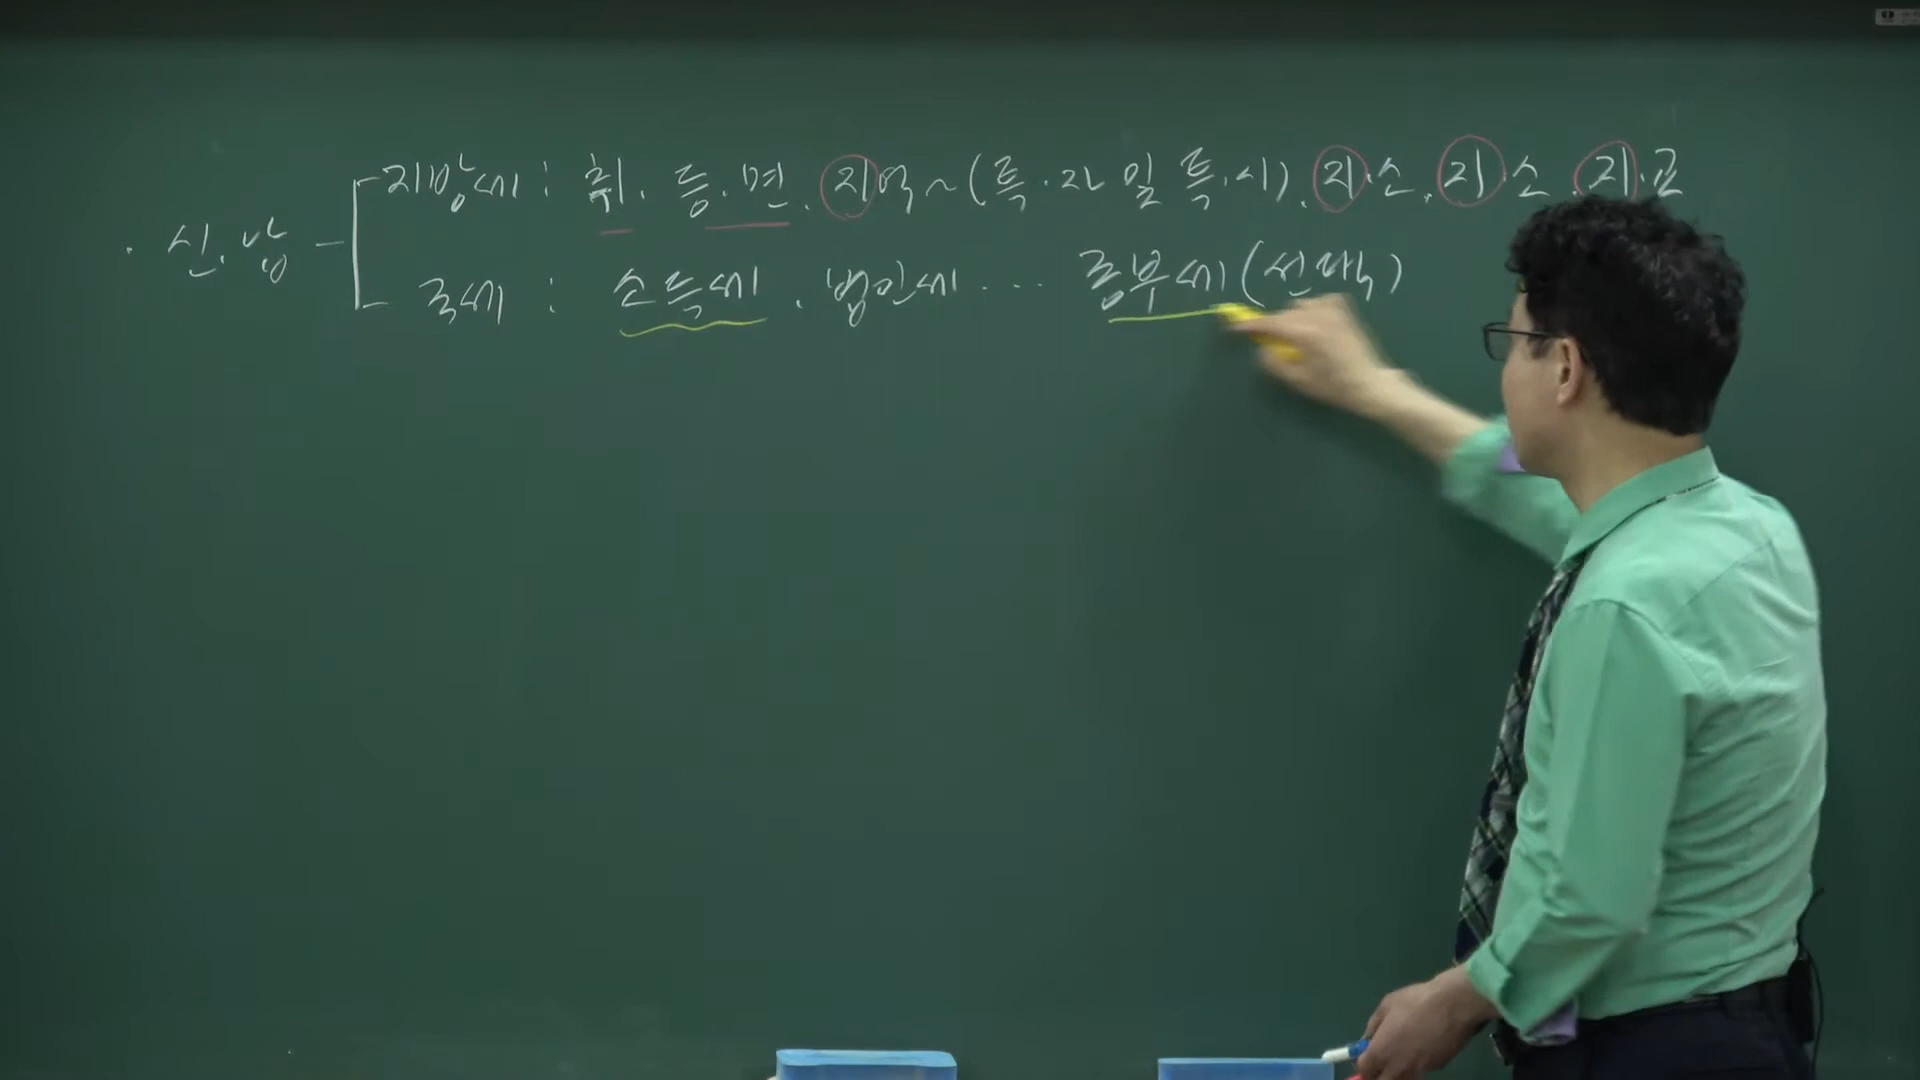 · 신.방 ─ 지방세 : 취. 등.면. 지역~(특.자 일 특.시). 지.소. 지.소. 지.교
국세 : 소득세. 법인세 ··· 종부세(선택)